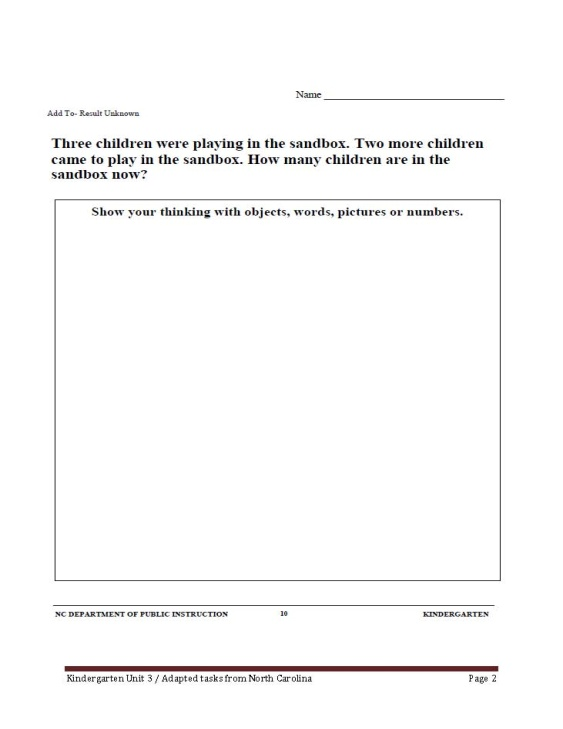 Name
Add To- Result Unknown
Three children were playing in the sandbox. Two more children
came to play in the sandbox. How many children are in the
sandbox now?
Show your thinking with objects, words, pictures or numbers.
NC DEPARTMENT OF PUBLIC INSTRUCTION 10 KINDERGARTEN
Kindergarten Unit 3 / Adapted tasks from North Carolina Page 2